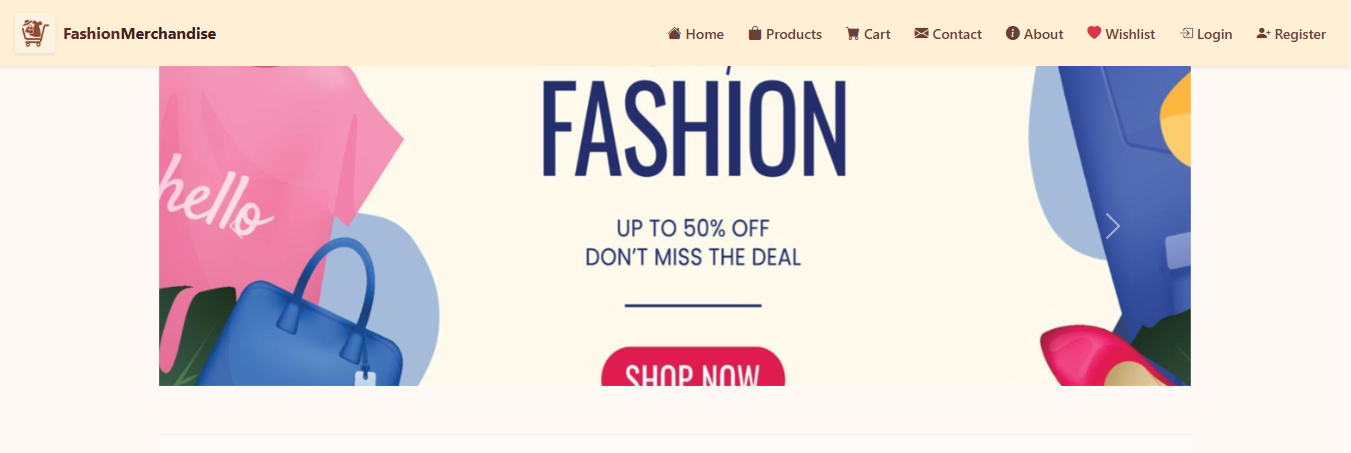 FashionMerchandise
Home
Products
Cart
Contact
About
Wishlist
Login
Register
FASHION
hello
UP TO 50% OFF
DON'T MISS THE DEAL
SHOP NOW